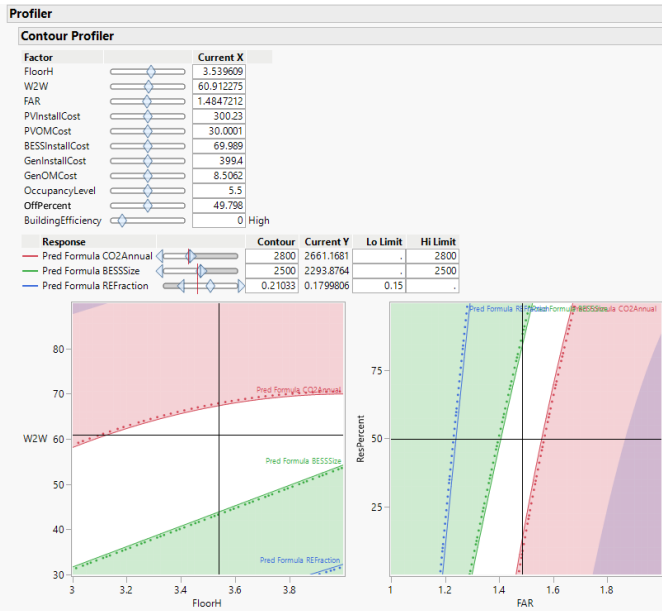 Profiler
Contour Profiler
Factor Current X
FloorH 3.539609
W2W 60.912275
FAR 1.4847212
PVInstallCost 300.23
PVOMCost 30.0001
BESSInstallCost 69.989
GenInstallCost 399.4
GenOMCost 8.5062
OccupancyLevel 5.5
OffPercent 49.798
BuildingEfficiency 0 High
Response Contour Current Y Lo Limit Hi Limit
Pred Formula CO2Annual 2800 2661.1681 . 2800
Pred Formula BESSSize 2500 2293.8764 . 2500
Pred Formula REFraction 0.21033 0.1799806 0.15 .
Pred Formula CO2Annual
Pred Formula BESSSize
Pred Formula REFraction
80
70
W2W 60
50
40
30
3 3.2 3.4 3.6 3.8
FloorH
Pred Formula CO2Annual
75
ResPercent
50
25
1 1.2 1.4 1.6 1.8
FAR